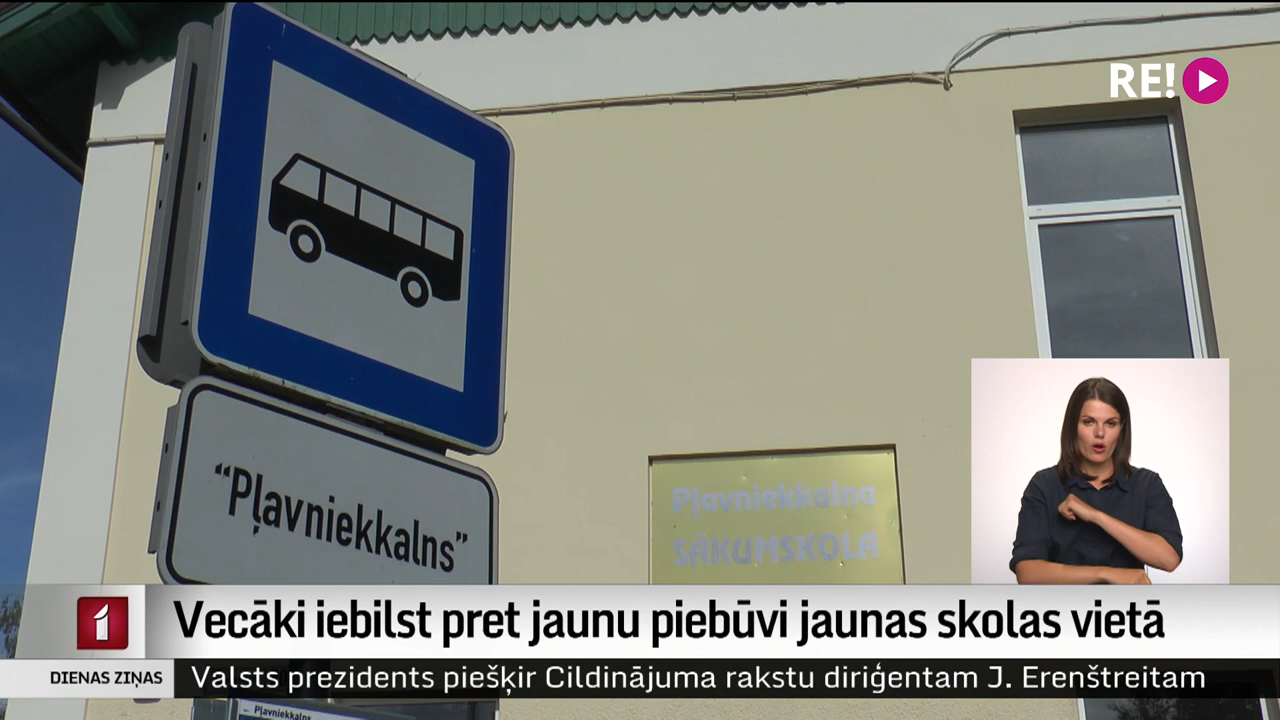 RE!
"Pļavniekkalns"
Pļavniekkalna
SĀKUMSKOLA
1
Vecāki iebilst pret jaunu piebūvi jaunas skolas vietā
DIENAS ZIŅAS
Valsts prezidents piešķir Cildinājuma rakstu diriģentam J. Erenštreitam
Pļavniekkalns